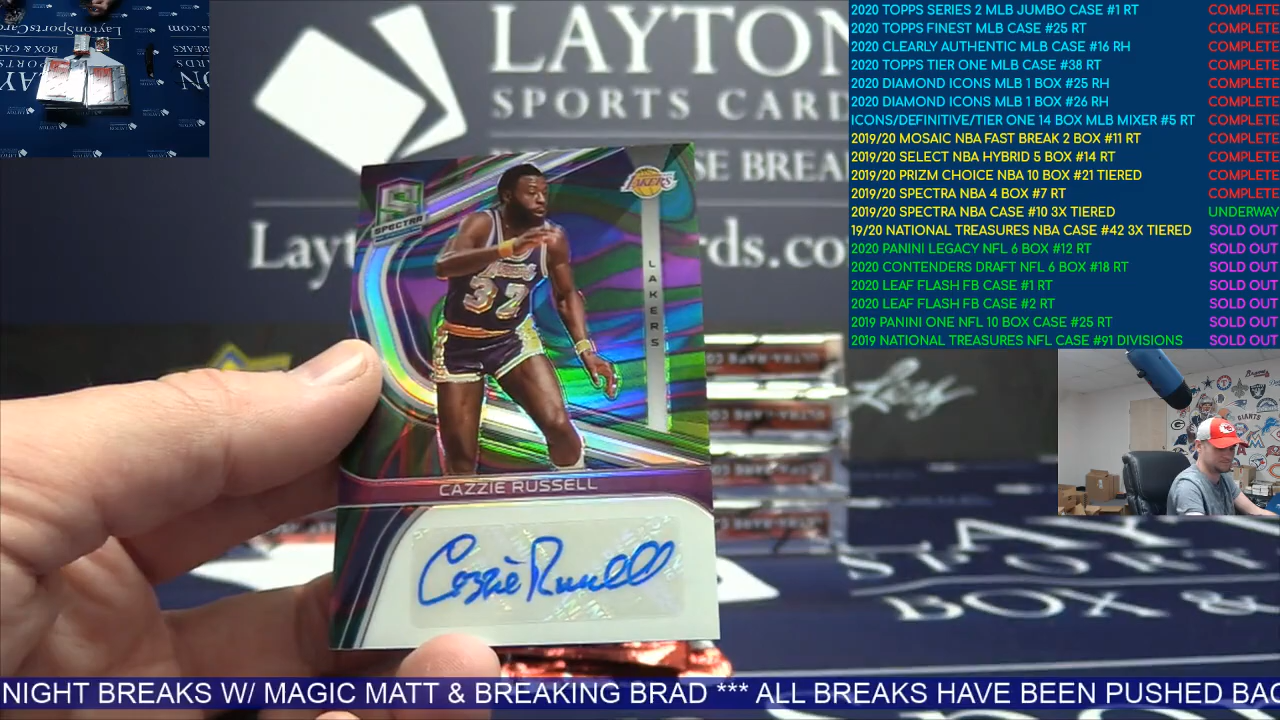 LaytonSportsCard
LAYTON
SPORTS CARD
SE BREA
rds.co
LAKERS
SPECTRA
Lakers
32
LAKERS
CAZZIE RUSSELL
Cazzie Russell
2020 TOPPS SERIES 2 MLB JUMBO CASE #1 RT COMPLETE
2020 TOPPS FINEST MLB CASE #25 RT COMPLETE
2020 CLEARLY AUTHENTIC MLB CASE #16 RH COMPLETE
2020 TOPPS TIER ONE MLB CASE #38 RT COMPLETE
2020 DIAMOND ICONS MLB 1 BOX #25 RH COMPLETE
2020 DIAMOND ICONS MLB 1 BOX #26 RH COMPLETE
ICONS/DEFINITIVE/TIER ONE 14 BOX MLB MIXER #5 RT COMPLETE
2019/20 MOSAIC NBA FAST BREAK 2 BOX #11 RT COMPLETE
2019/20 SELECT NBA HYBRID 5 BOX #14 RT COMPLETE
2019/20 PRIZM CHOICE NBA 10 BOX #21 TIERED COMPLETE
2019/20 SPECTRA NBA 4 BOX #7 RT COMPLETE
2019/20 SPECTRA NBA CASE #10 3X TIERED UNDERWAY
19/20 NATIONAL TREASURES NBA CASE #42 3X TIERED SOLD OUT
2020 PANINI LEGACY NFL 6 BOX #12 RT SOLD OUT
2020 CONTENDERS DRAFT NFL 6 BOX #18 RT SOLD OUT
2020 LEAF FLASH FB CASE #1 RT SOLD OUT
2020 LEAF FLASH FB CASE #2 RT SOLD OUT
2019 PANINI ONE NFL 10 BOX CASE #25 RT SOLD OUT
2019 NATIONAL TREASURES NFL CASE #91 DIVISIONS SOLD OUT
GIANTS
BOX &
NIGHT BREAKS W/ MAGIC MATT & BREAKING BRAD *** ALL BREAKS HAVE BEEN PUSHED BAC